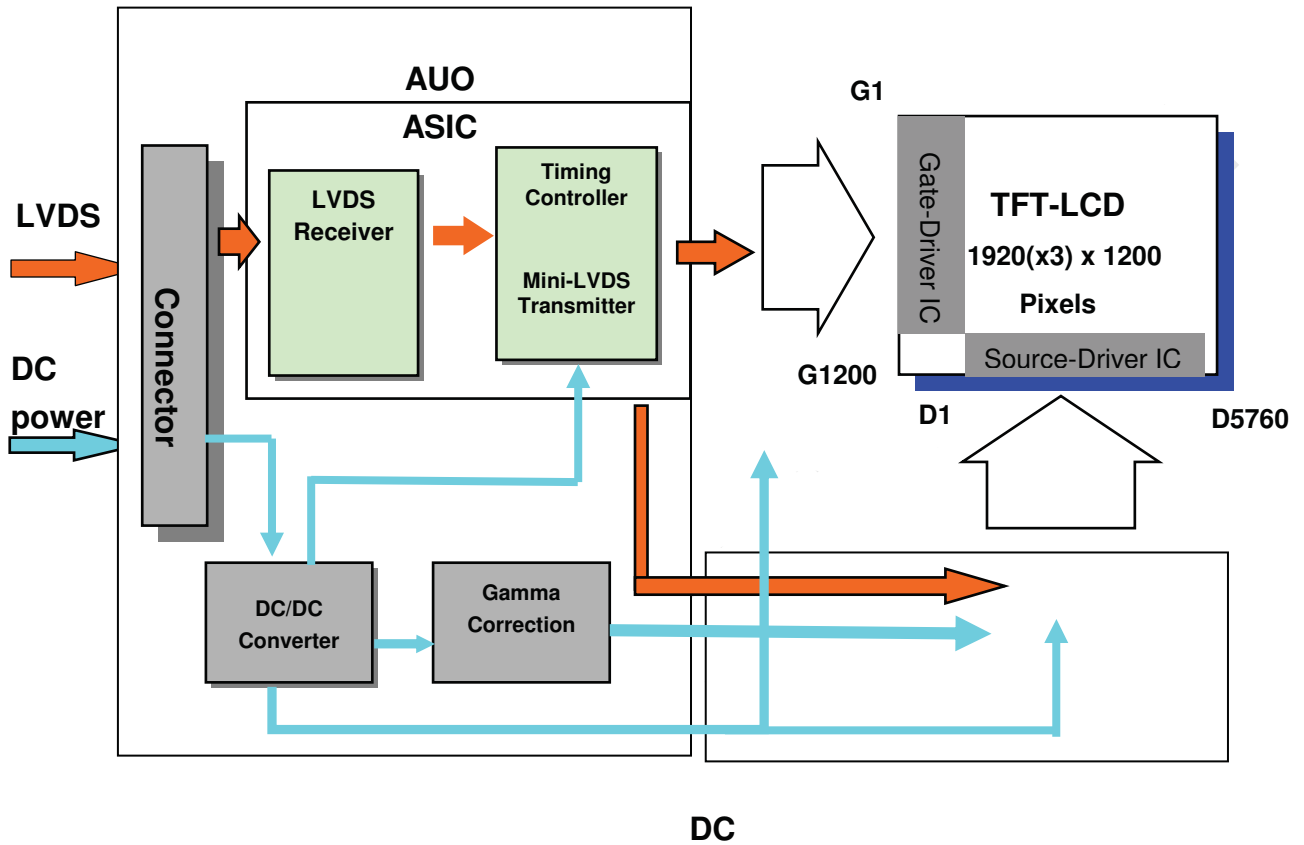 AUO
ASIC
LVDS
DC
power
Connector
LVDS
Receiver
Timing
Controller
Mini-LVDS
Transmitter
DC/DC
Converter
Gamma
Correction
G1
G1200
Gate-Driver IC
TFT-LCD
1920(x3) x 1200
Pixels
Source-Driver IC
D1
D5760
DC